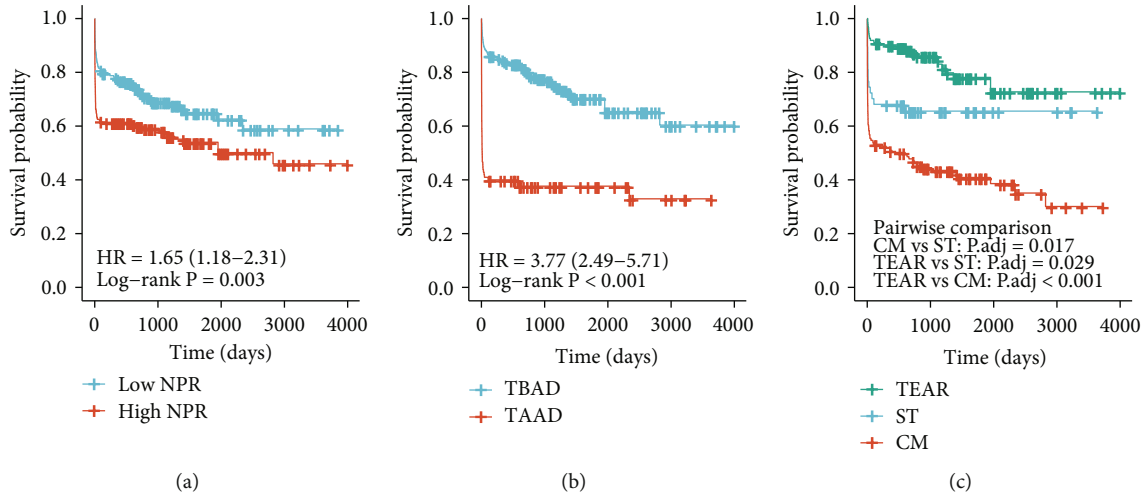 Survival probability
1.0
0.8
0.6
0.4
0.2
0.0
HR = 1.65 (1.18−2.31)
Log−rank P = 0.003
0 1000 2000 3000 4000
Time (days)
Low NPR
High NPR
(a)
Survival probability
1.0
0.8
0.6
0.4
0.2
0.0
HR = 3.77 (2.49−5.71)
Log−rank P < 0.001
0 1000 2000 3000 4000
Time (days)
TBAD
TAAD
(b)
Survival probability
1.0
0.8
0.6
0.4
0.2
0.0
Pairwise comparison
CM vs ST: P.adj = 0.017
TEAR vs ST: P.adj = 0.029
TEAR vs CM: P.adj < 0.001
0 1000 2000 3000 4000
Time (days)
TEAR
ST
CM
(c)